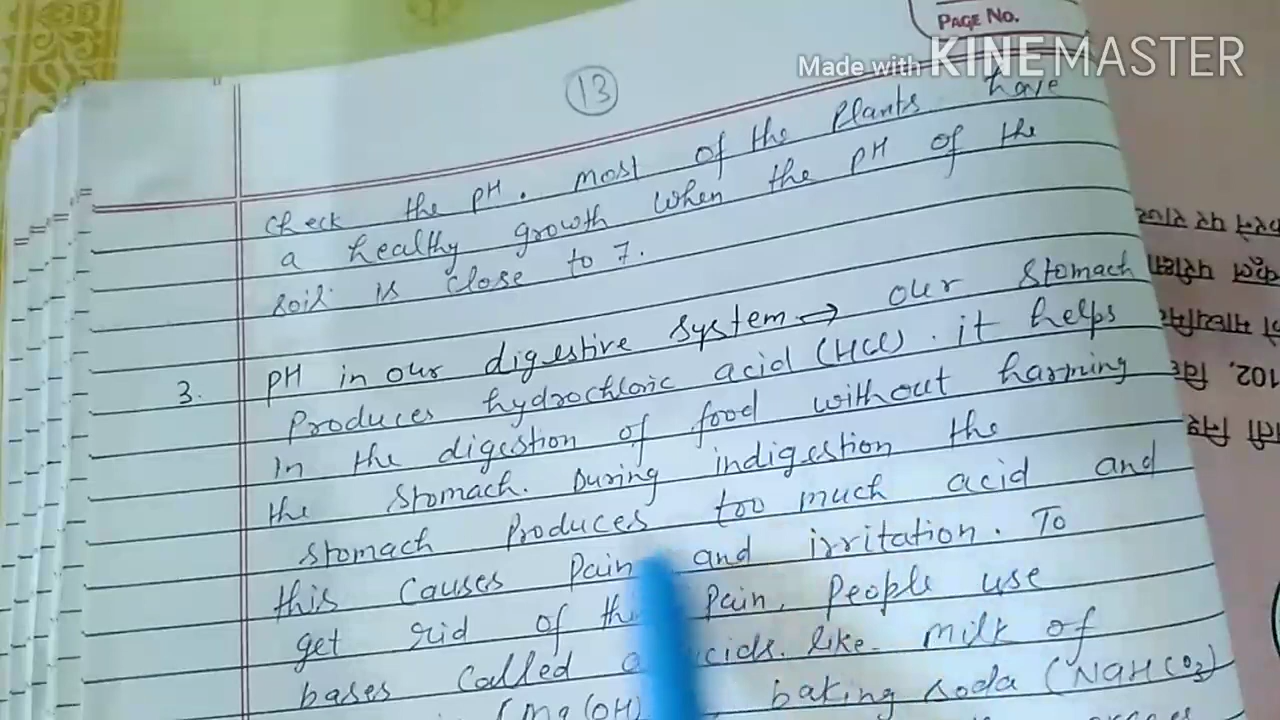 PAGE NO.
Made with KINEMASTER
13
check the pH. most of the plants have
a healthy growth when the pH of the
soil is close to 7.
3. pH in our digestive system → our stomach
produces hydrochloric acid (HCl). it helps
in the digestion of food without harming
the stomach. During indigestion the
stomach produces too much acid and
this causes pain and irritation. To
get rid of pain, people use
bases called like milk of
(Mg(OH) baking soda (NaHCO3)